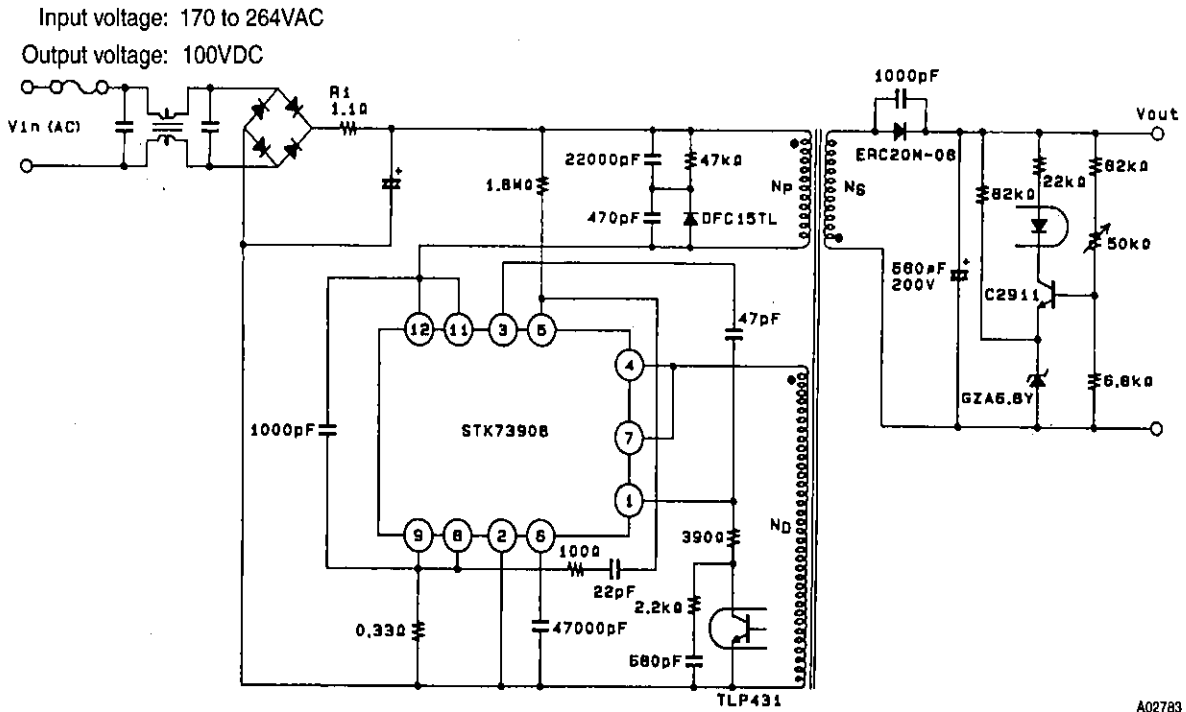 Input voltage: 170 to 264VAC
Output voltage: 100VDC
Vin (AC)
R1
1.1Ω
22000pF
47kΩ
1.8MΩ
470pF
DFC15TL
NP
NS
1000pF
ERC20M-08
Vout
82kΩ
22kΩ
82kΩ
50kΩ
560pF
200V
C2911
GZA6.8Y
6.8kΩ
47pF
12
11
3
5
4
7
1
STK73908
1000pF
9
8
2
6
100Ω
22pF
0.33Ω
47000pF
390Ω
2.2kΩ
680pF
TLP431
ND
A02783